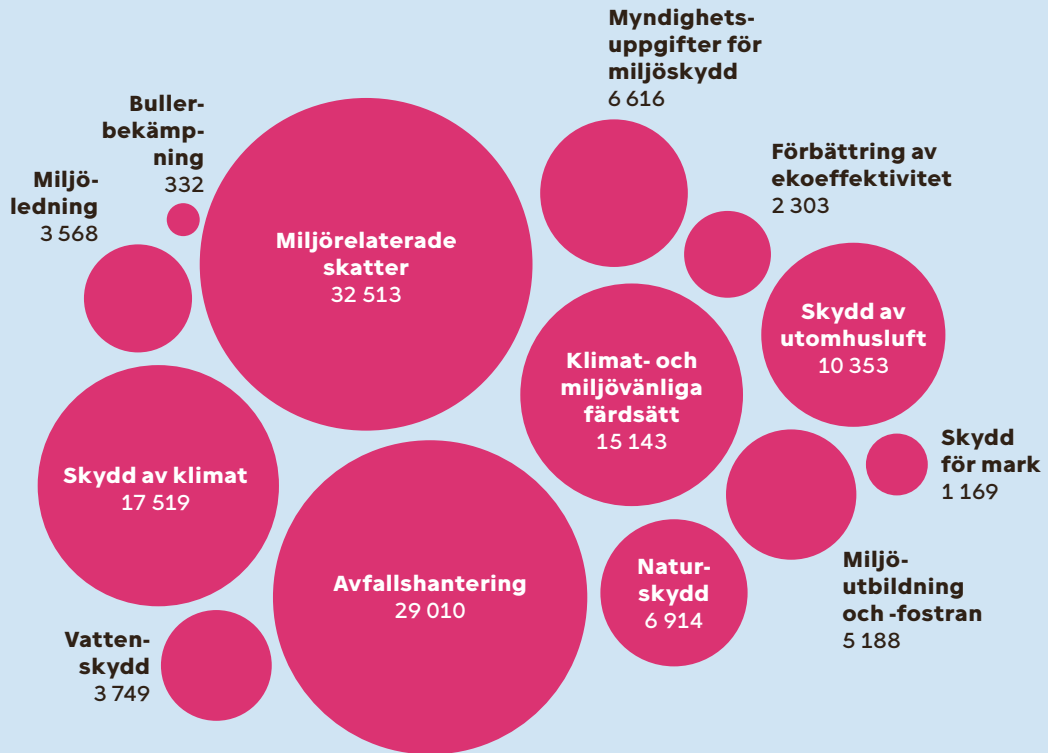 Myndighets-
uppgifter för
miljöskydd
6 616
Buller-
bekämp-
ning
332
Förbättring av
ekoeffektivitet
2 303
Miljö-
ledning
3 568
Miljörelaterade
skatter
32 513
Skydd av
utomhusluft
10 353
Klimat- och
miljövänliga
färdsätt
15 143
Skydd
för mark
1 169
Skydd av klimat
17 519
Avfallshantering
29 010
Natur-
skydd
6 914
Miljö-
utbildning
och -fostran
5 188
Vatten-
skydd
3 749